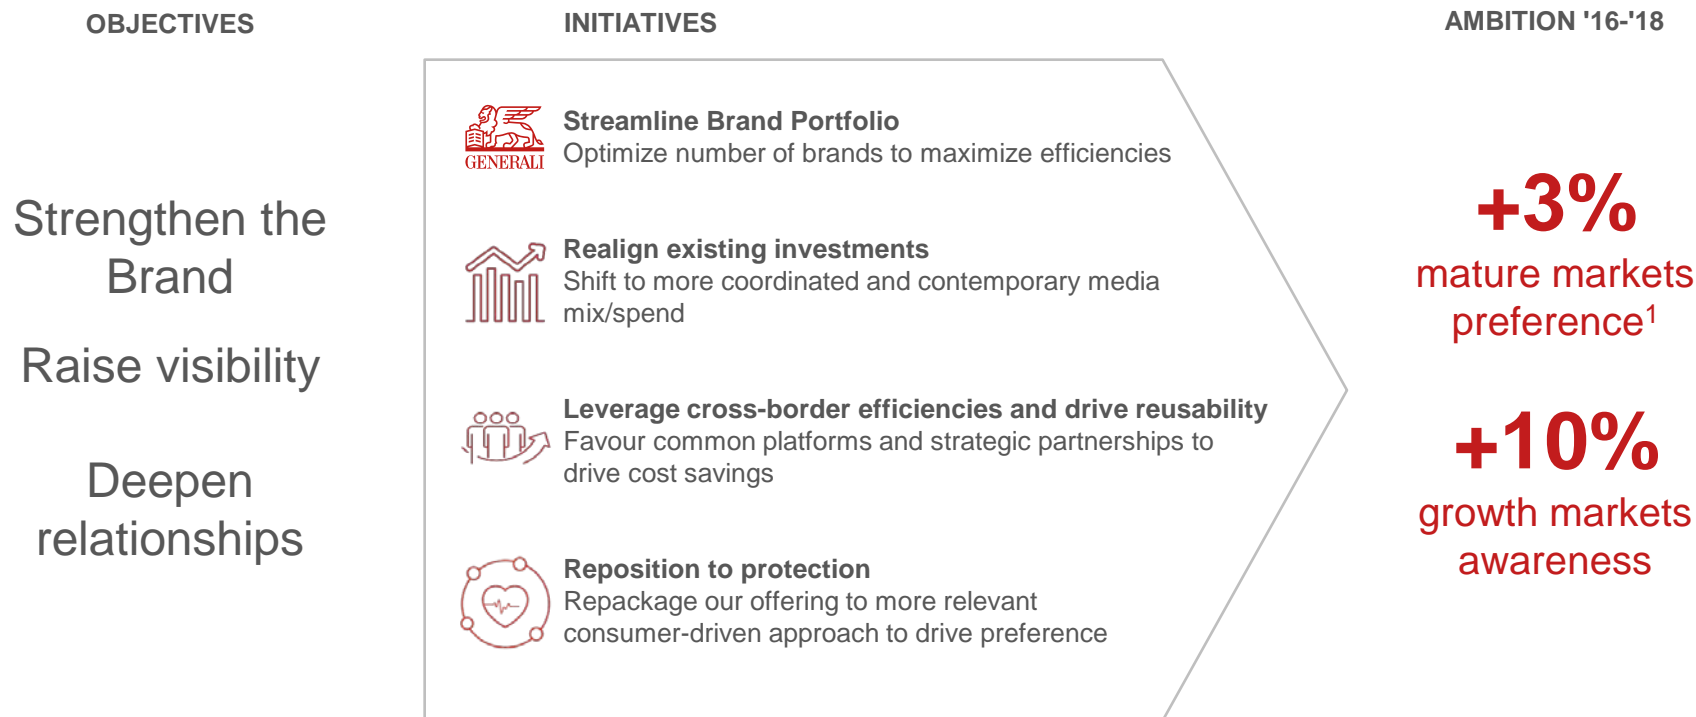 OBJECTIVES
INITIATIVES
AMBITION '16-'18
Strengthen the
Brand
Raise visibility
Deepen
relationships
GENERALI
Streamline Brand Portfolio
Optimize number of brands to maximize efficiencies
Realign existing investments
Shift to more coordinated and contemporary media
mix/spend
Leverage cross-border efficiencies and drive reusability
Favour common platforms and strategic partnerships to
drive cost savings
Reposition to protection
Repackage our offering to more relevant
consumer-driven approach to drive preference
+3%
mature markets
preference¹
+10%
growth markets
awareness